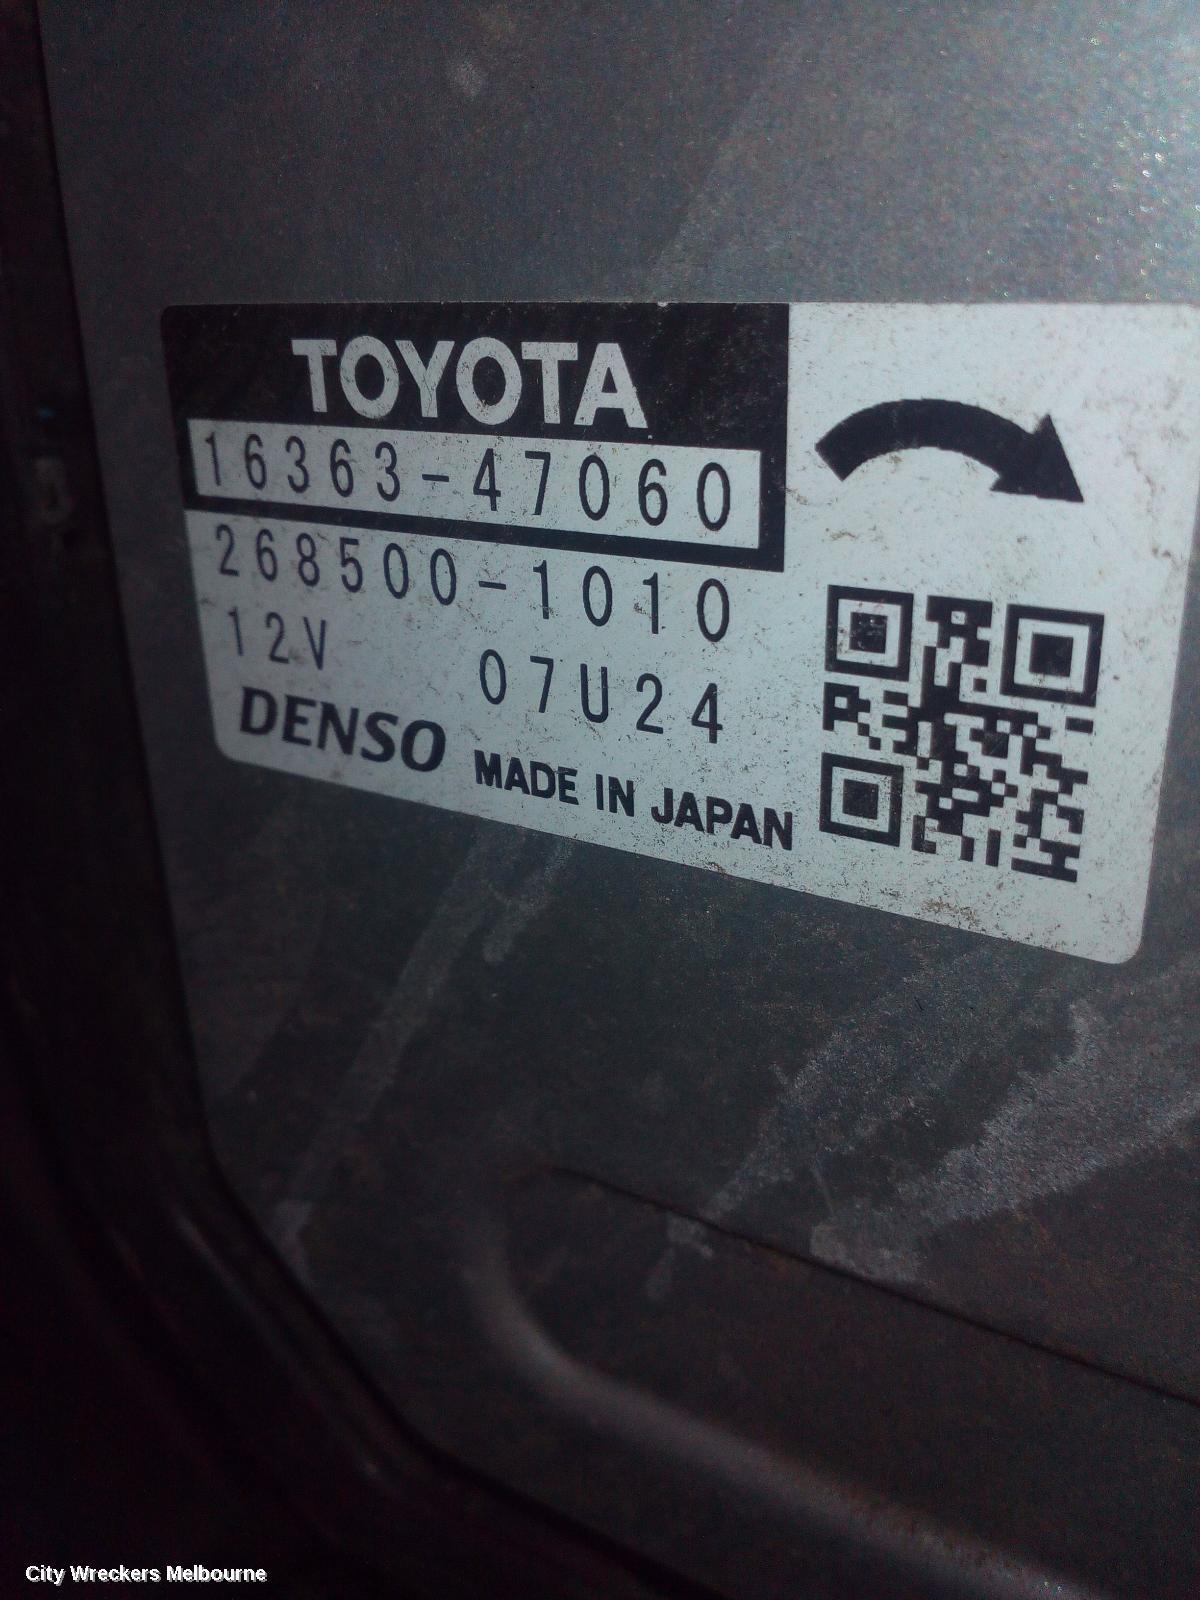 TOYOTA
16363-47060
268500-1010
12V 07U24
DENSO MADE IN JAPAN
City Wreckers Melbourne